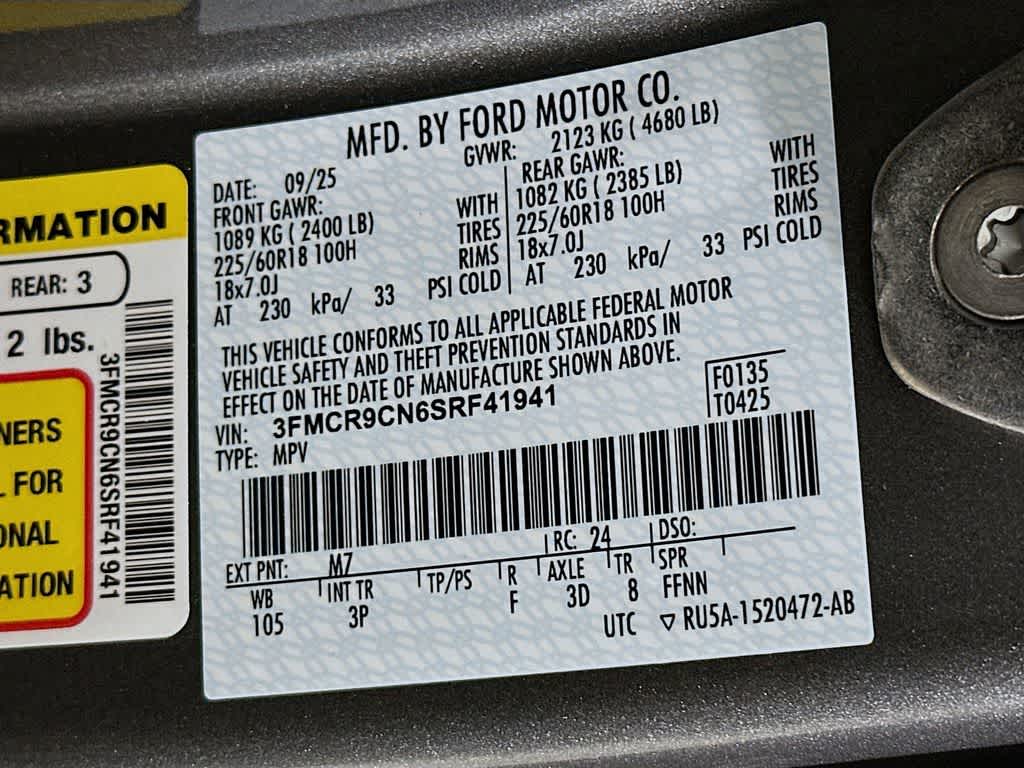 RMATION
REAR: 3
2 lbs.
NERS
L FOR
ONAL
ATION
3FMCR9CN6SRF41941
MFD. BY FORD MOTOR CO.
DATE: 09/25 GVWR: 2123 KG ( 4680 LB)
FRONT GAWR: REAR GAWR:
1089 KG ( 2400 LB) WITH 1082 KG ( 2385 LB) WITH
225/60R18 100H TIRES 225/60R18 100H TIRES
18x7.0J RIMS 18x7.0J RIMS
AT 230 kPa/ 33 PSI COLD AT 230 kPa/ 33 PSI COLD
THIS VEHICLE CONFORMS TO ALL APPLICABLE FEDERAL MOTOR
VEHICLE SAFETY AND THEFT PREVENTION STANDARDS IN
EFFECT ON THE DATE OF MANUFACTURE SHOWN ABOVE.
VIN: 3FMCR9CN6SRF41941
TYPE: MPV
F0135
T0425
EXT PNT: M7 RC: 24 DSO:
WB INT TR TP/PS R AXLE TR SPR
105 3P F 3D 8 FFNN
UTC ▽ RU5A-1520472-AB